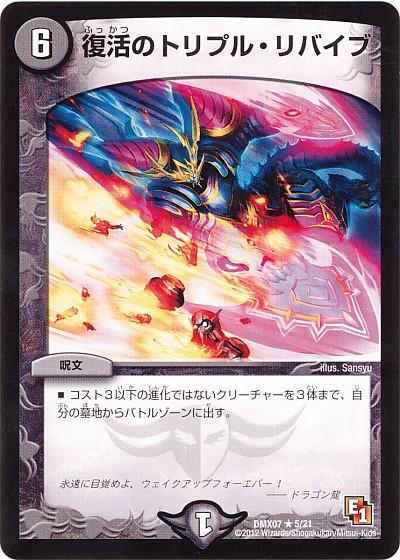 6
ふっかつ
復活のトリプル・リバイブ
illus. Sansyu
呪文
■ コスト3以下の進化ではないクリーチャーを3体まで、自
分の墓地からバトルゾーンに出す。
永遠に目覚めよ、ウェイクアップフォーエバー！
—— ドラゴン龍
1
DMX07 ★ 5/21
E1
©2012 Wizards/Shogakukan/Mitsui-Kids